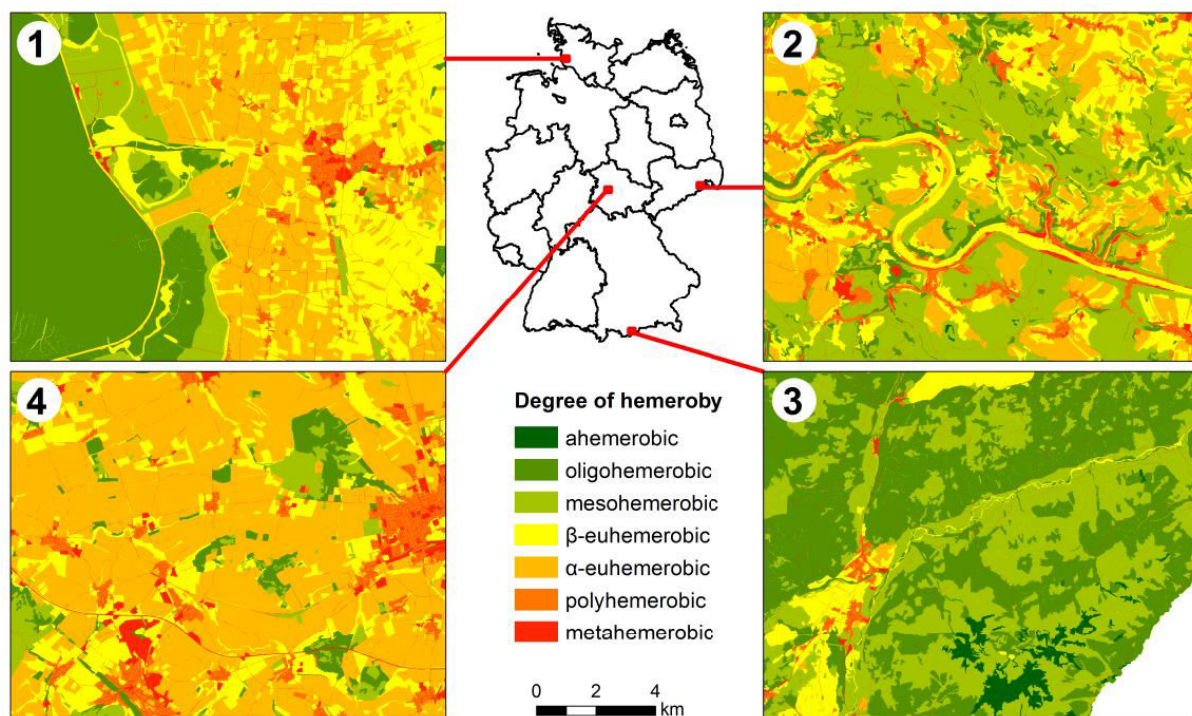 1
2
4
3
Degree of hemeroby
ahemerobic
oligohemerobic
mesohemerobic
β-euhemerobic
α-euhemerobic
polyhemerobic
metahemerobic
0 2 4
km